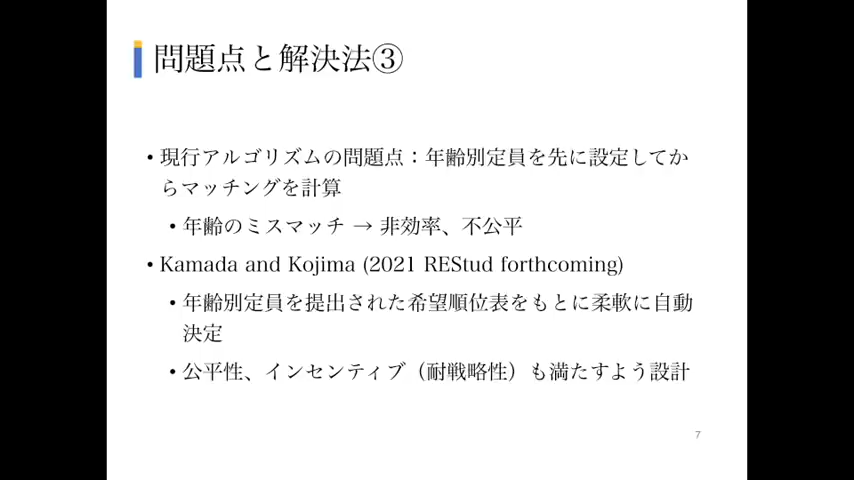 問題点と解決法③
• 現行アルゴリズムの問題点：年齢別定員を先に設定してか
らマッチングを計算
• 年齢のミスマッチ → 非効率、不公平
• Kamada and Kojima (2021 REStud forthcoming)
• 年齢別定員を提出された希望順位表をもとに柔軟に自動
決定
• 公平性、インセンティブ（耐戦略性）も満たすよう設計
7